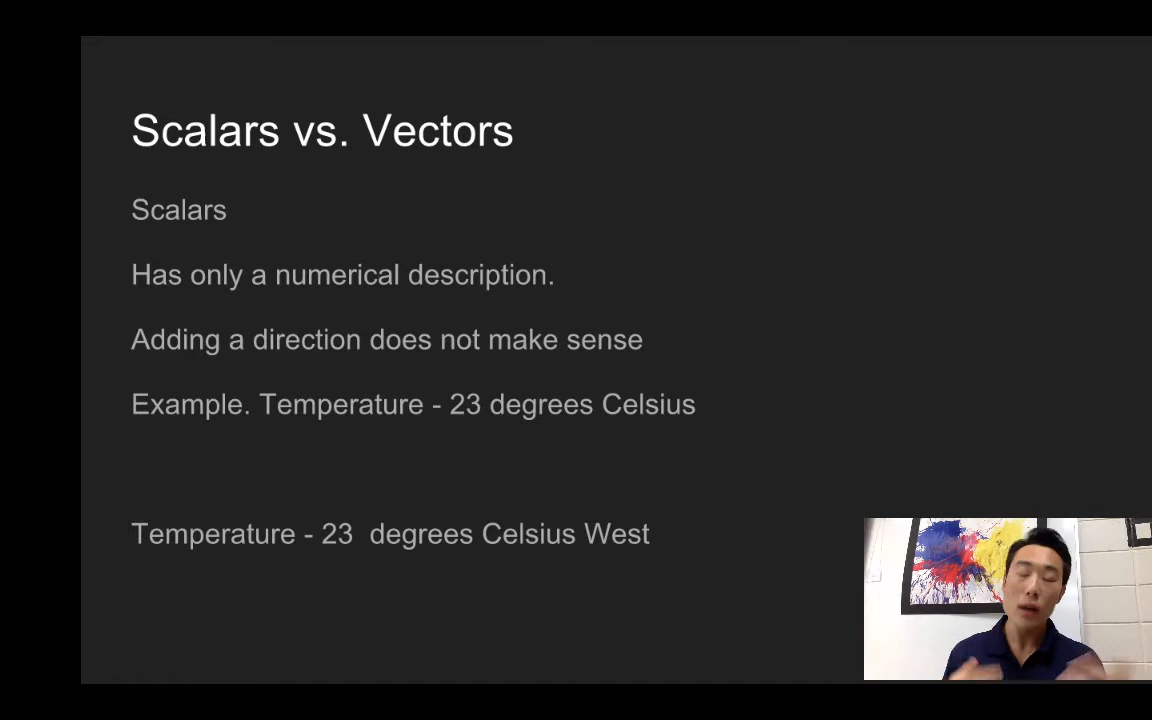 Scalars vs. Vectors
Scalars
Has only a numerical description.
Adding a direction does not make sense
Example. Temperature - 23 degrees Celsius
Temperature - 23  degrees Celsius West